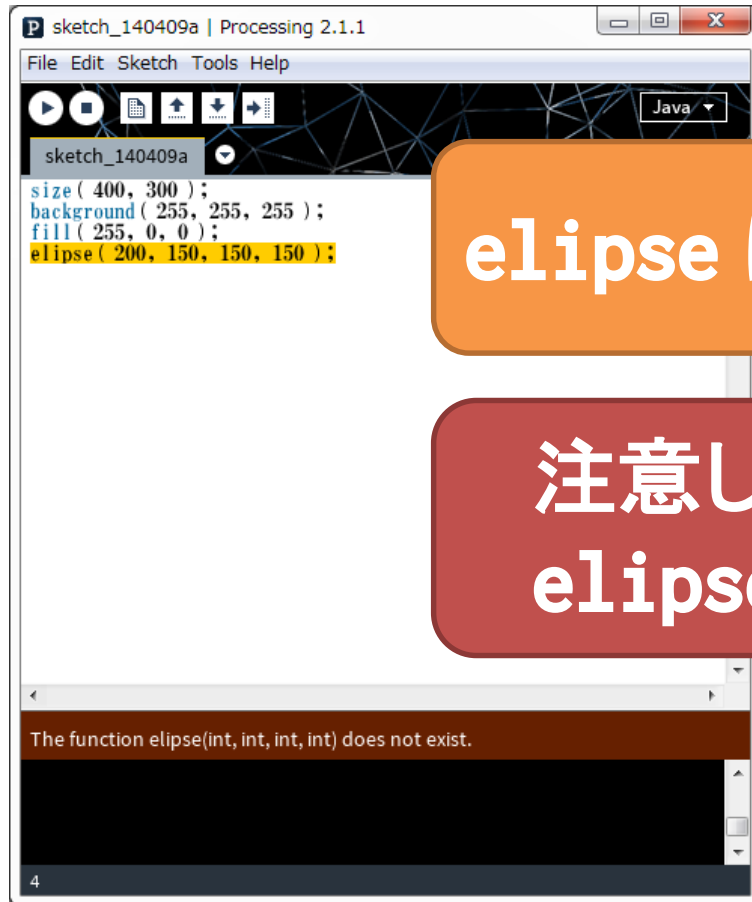 sketch_140409a | Processing 2.1.1
File Edit Sketch Tools Help
Java
sketch_140409a
size( 400, 300 );
background( 255, 255, 255 );
fill( 255, 0, 0 );
elipse( 200, 150, 150, 150 );
elipse
注意し
elipse
The function elipse(int, int, int, int) does not exist.
4